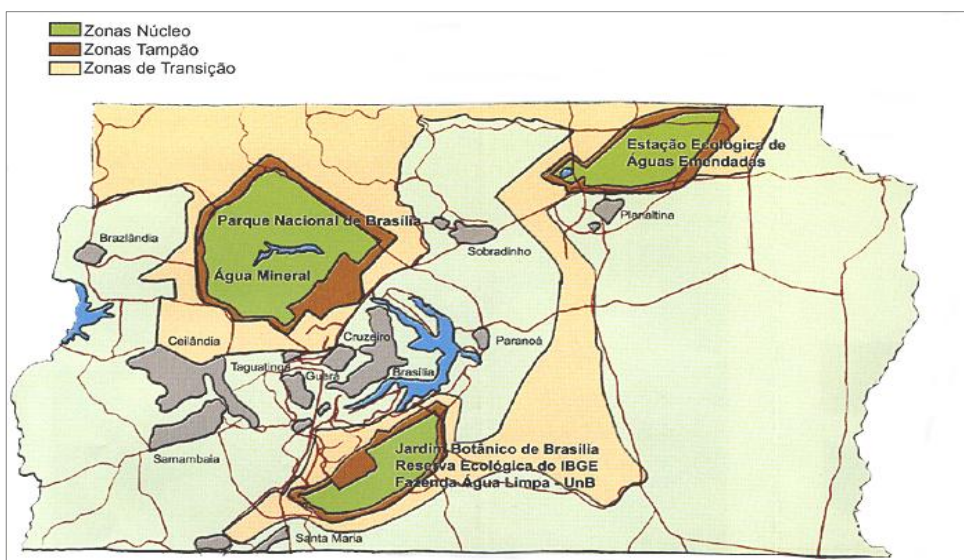 Zonas Núcleo
Zonas Tampão
Zonas de Transição
Estação Ecológica de
Águas Emendadas
Planaltina
Parque Nacional de Brasília
Sobradinho
Brazlândia
Água Mineral
Ceilândia
Cruzeiro
Paranoá
Taguatinga
Guará
Brasília
Jardim Botânico de Brasília
Reserva Ecológica do IBGE
Fazenda Água Limpa - UnB
Samambaia
Santa Maria